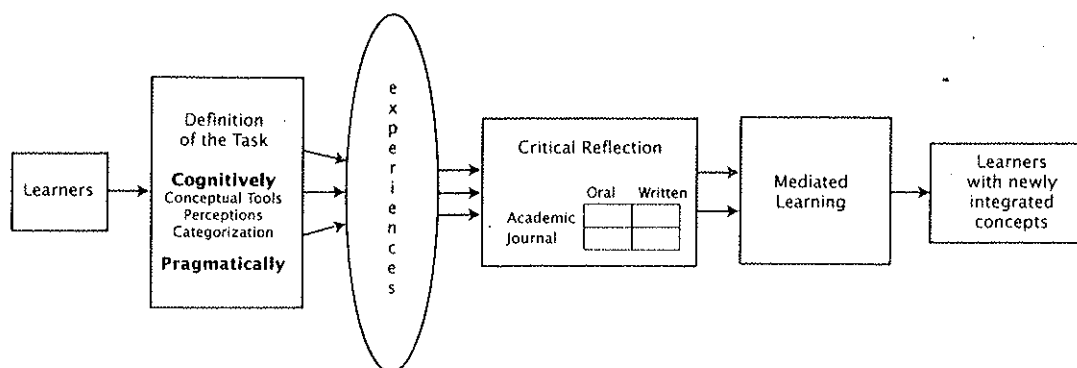 Learners
Definition
of the Task
Cognitively
Conceptual Tools
Perceptions
Categorization
Pragmatically
experiences
Critical Reflection
Oral Written
Academic
Journal
Mediated
Learning
Learners
with newly
integrated
concepts